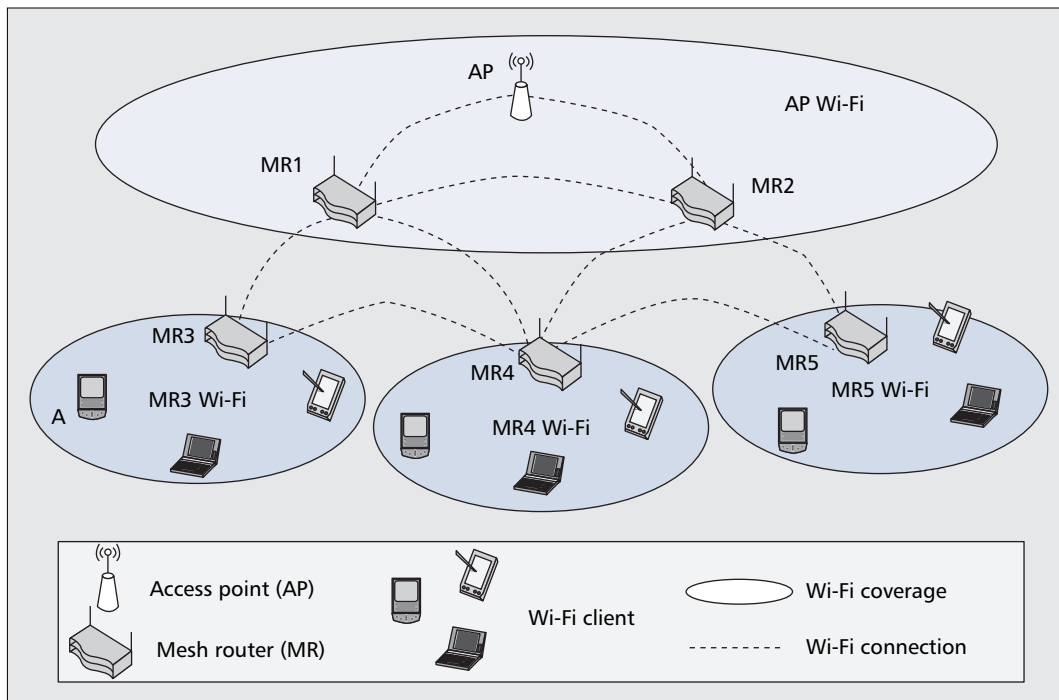 AP
AP Wi-Fi
MR1
MR2
MR3
MR4
MR5
MR3 Wi-Fi
A
MR4 Wi-Fi
MR5 Wi-Fi
Access point (AP)
Wi-Fi client
Wi-Fi coverage
Mesh router (MR)
Wi-Fi connection